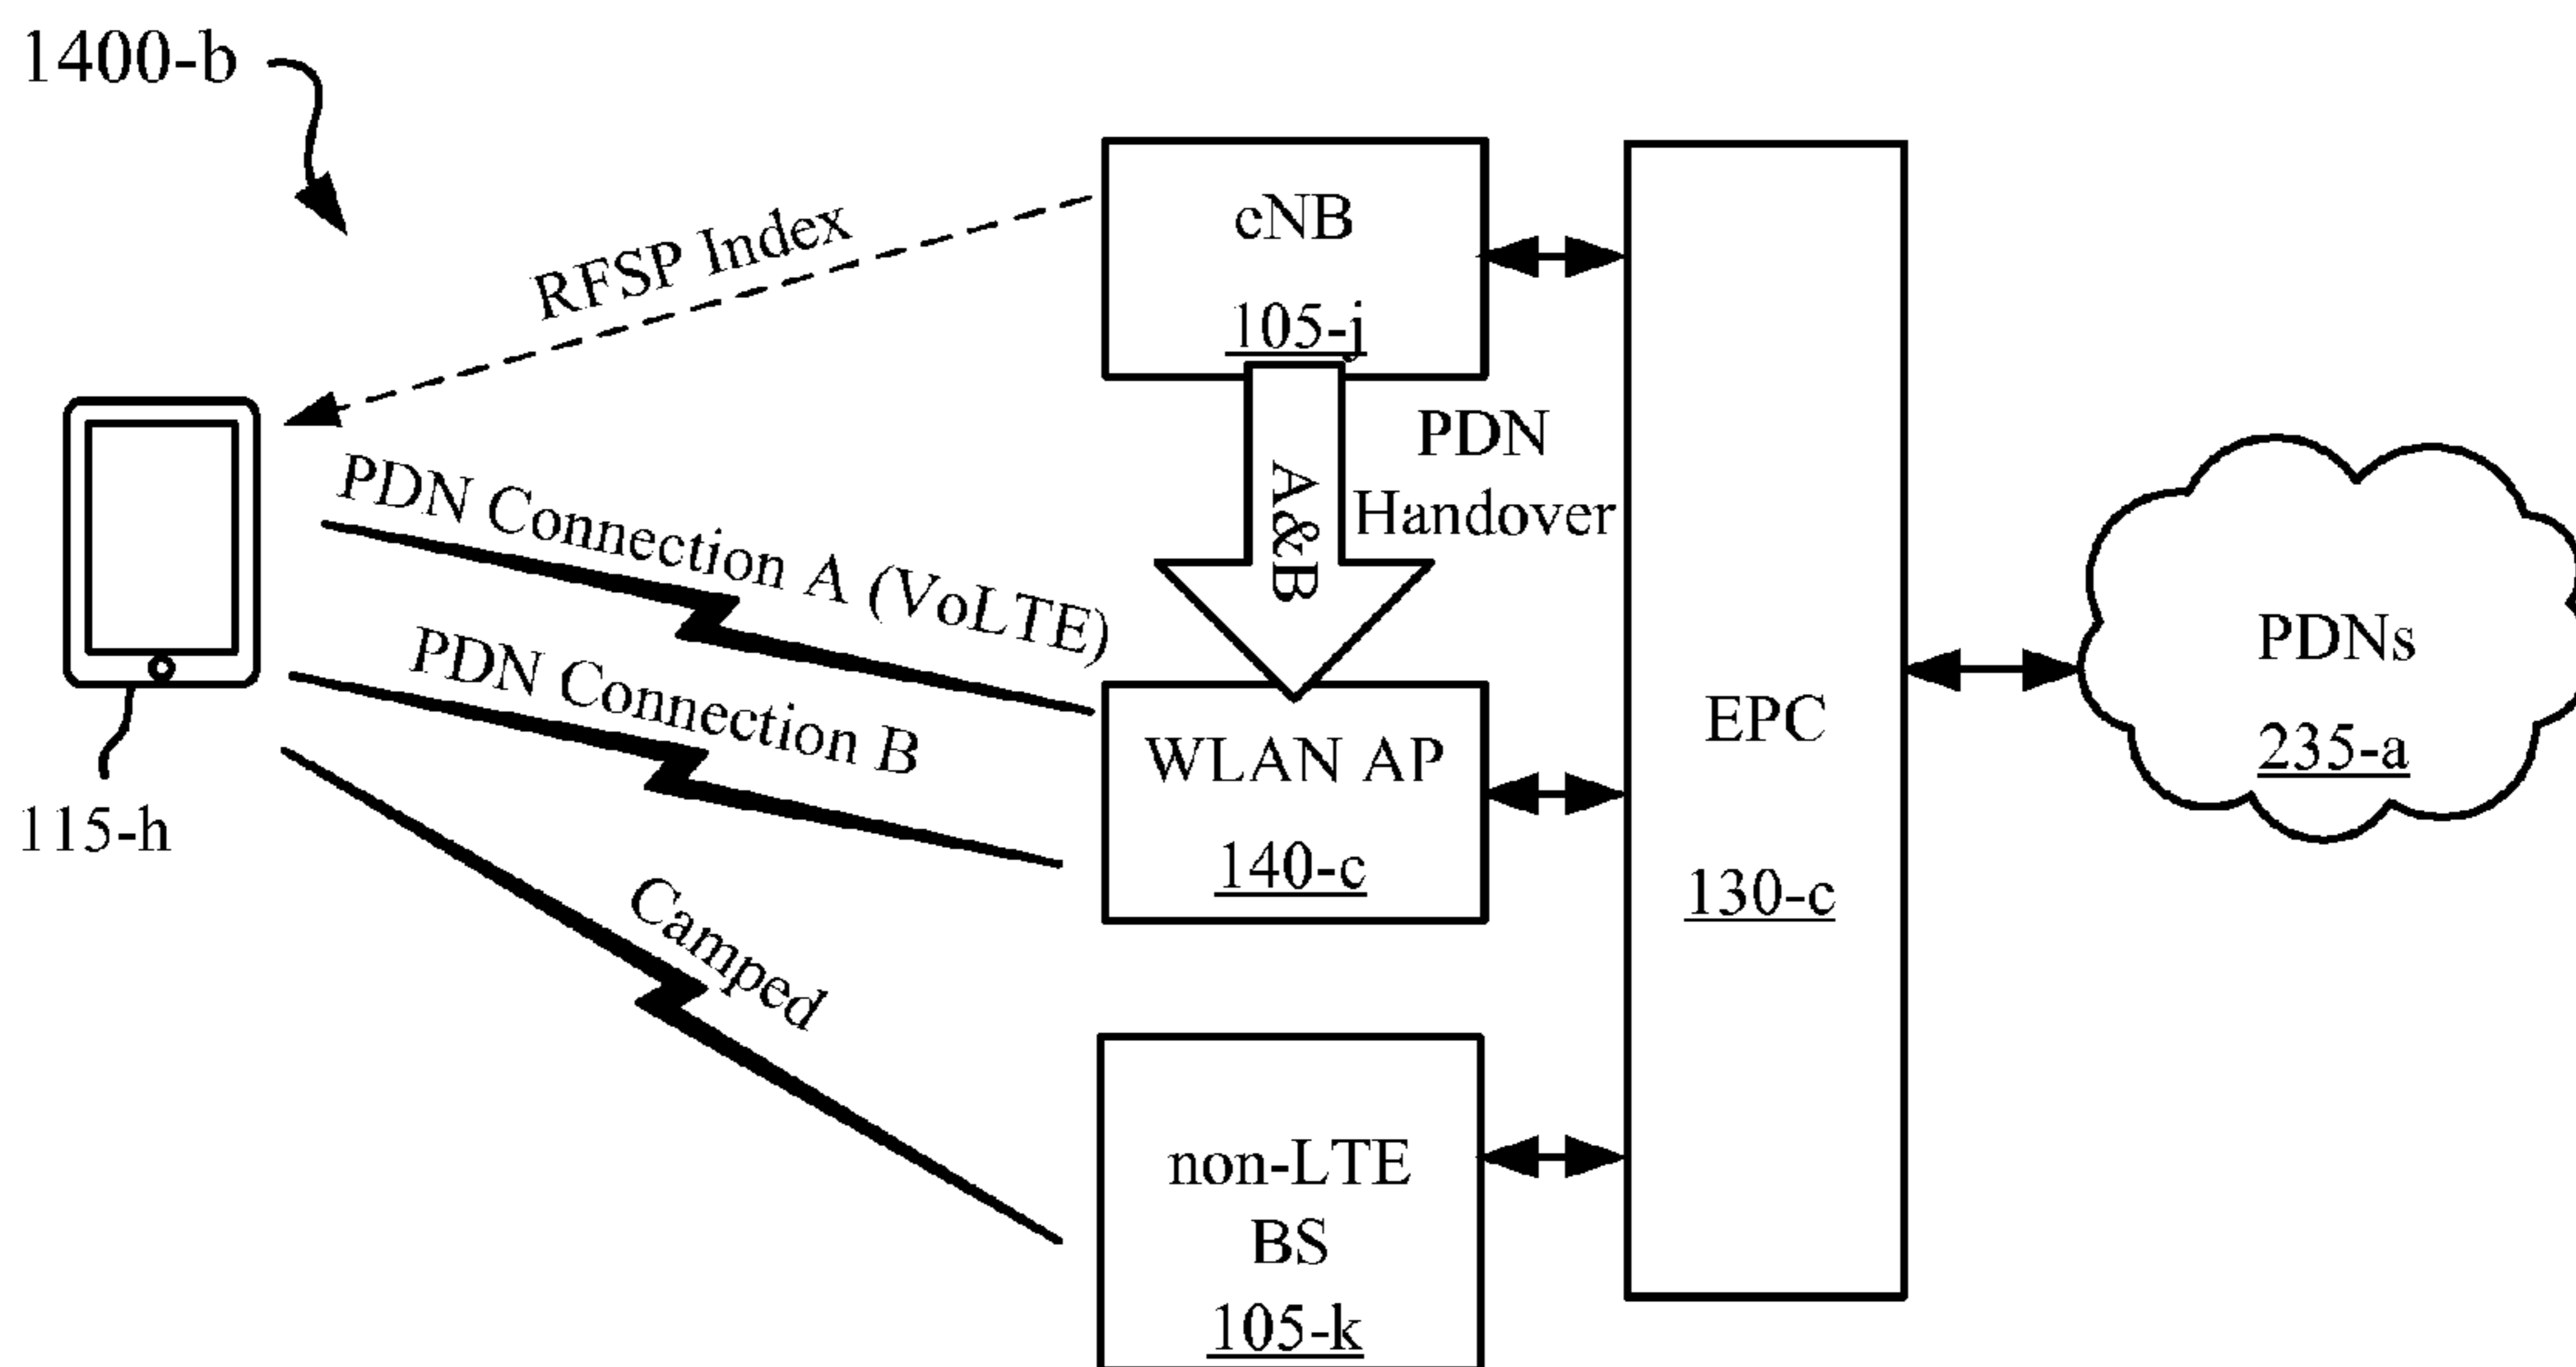 1400-b
RFSP Index
cNB
105-j
PDN
Handover
A&B
PDN Connection A (VoLTE)
PDN Connection B
Camped
115-h
WLAN AP
140-c
non-LTE
BS
105-k
EPC
130-c
PDNs
235-a